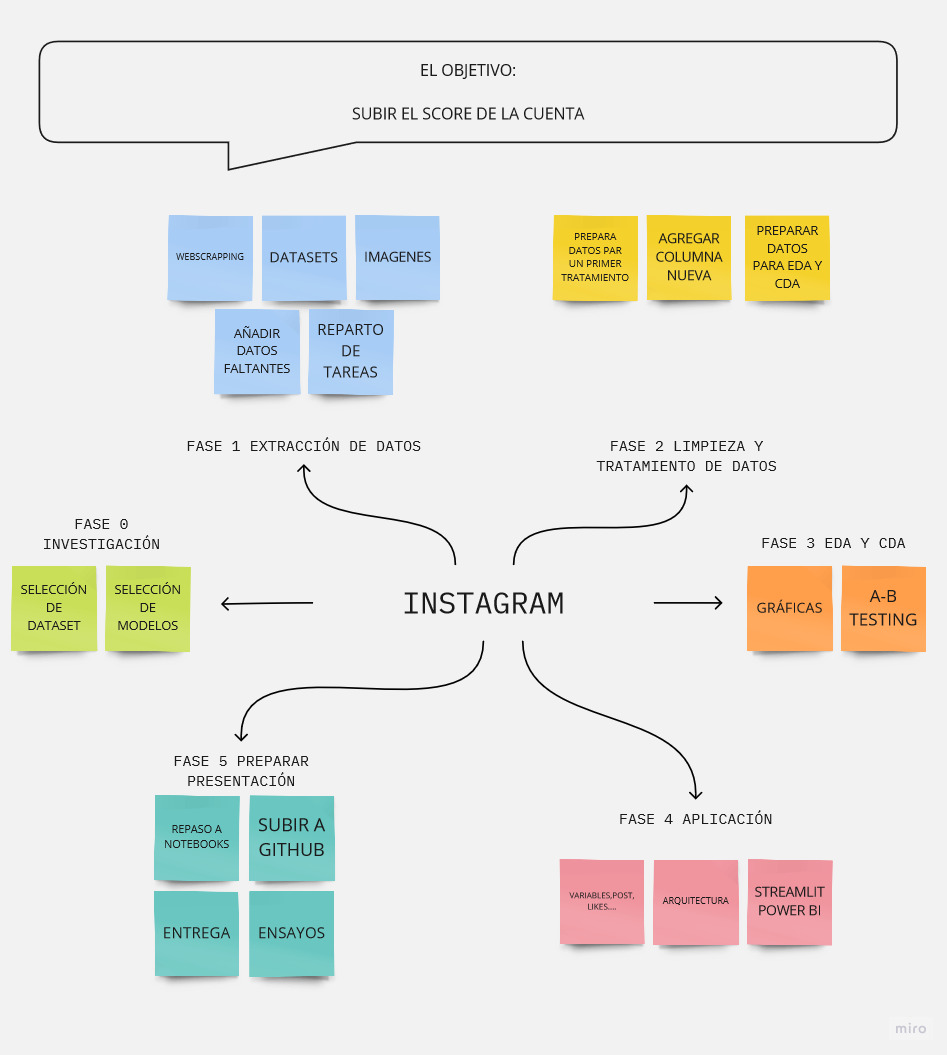 EL OBJETIVO:
SUBIR EL SCORE DE LA CUENTA
WEBSCRAPPING
DATASETS
IMAGENES
AÑADIR
DATOS
FALTANTES
REPARTO
DE
TAREAS
FASE 1 EXTRACCIÓN DE DATOS
PREPARA
DATOS PAR
UN PRIMER
TRATAMIENTO
AGREGAR
COLUMNA
NUEVA
PREPARAR
DATOS
PARA EDA Y
CDA
FASE 2 LIMPIEZA Y
TRATAMIENTO DE DATOS
FASE 0
INVESTIGACIÓN
SELECCIÓN
DE
DATASET
SELECCIÓN
DE
MODELOS
INSTAGRAM
FASE 3 EDA Y CDA
GRÁFICAS
A-B
TESTING
FASE 5 PREPARAR
PRESENTACIÓN
REPASO A
NOTEBOOKS
SUBIR A
GITHUB
ENTREGA
ENSAYOS
FASE 4 APLICACIÓN
VARIABLES,POST,
LIKES....
ARQUITECTURA
STREAMLIT
POWER BI
miro